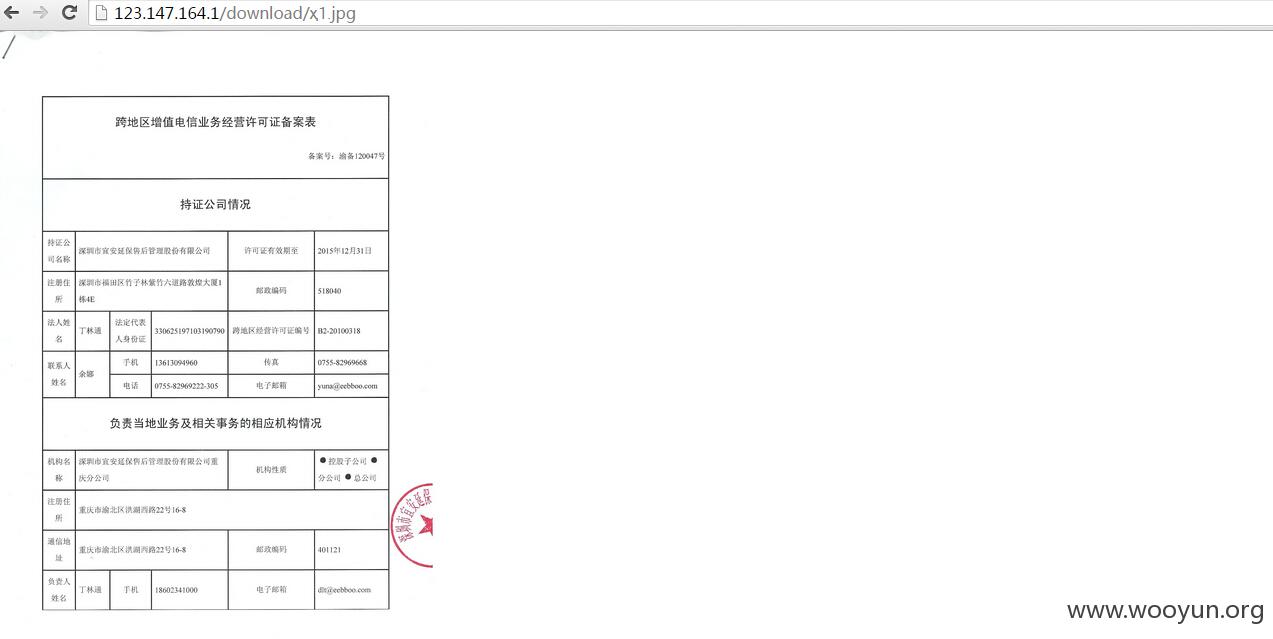 123.147.164.1/download/x1.jpg
跨地区增值电信业务经营许可证备案表
备案号：渝备120047号
持证公司情况
持证公司名称 深圳市宜安延保售后管理股份有限公司 许可证有效期至 2015年12月31日
注册住所 深圳市福田区竹子林紫竹六道路敦煌大厦1栋4E 邮政编码 518040
法人姓名 丁林通 法定代表人身份证 330625197103190790 跨地区经营许可证编号 B2-20100318
联系人姓名 余娜 手机 13613094960 传真 0755-82969668
电话 0755-82969222-305 电子邮箱 yuna@eebboo.com
负责当地业务及相关事务的相应机构情况
机构名称 深圳市宜安延保售后管理股份有限公司重庆分公司 机构性质 ●控股子公司 ●分公司 ●总公司
注册住所 重庆市渝北区洪湖西路22号16-8
通信地址 重庆市渝北区洪湖西路22号16-8 邮政编码 401121
负责人姓名 丁林通 手机 18602341000 电子邮箱 dlt@eebboo.com
深圳市宜安延保
www.wooyun.org